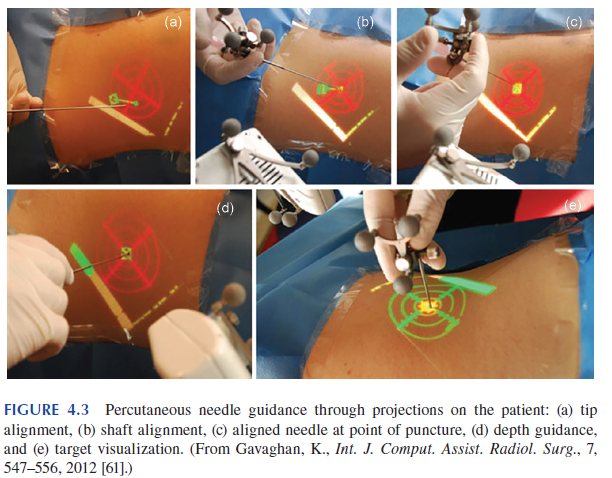 (a)
(b)
(c)
(d)
(e)
FIGURE 4.3 Percutaneous needle guidance through projections on the patient: (a) tip
alignment, (b) shaft alignment, (c) aligned needle at point of puncture, (d) depth guidance,
and (e) target visualization. (From Gavaghan, K., Int. J. Comput. Assist. Radiol. Surg., 7,
547–556, 2012 [61].)